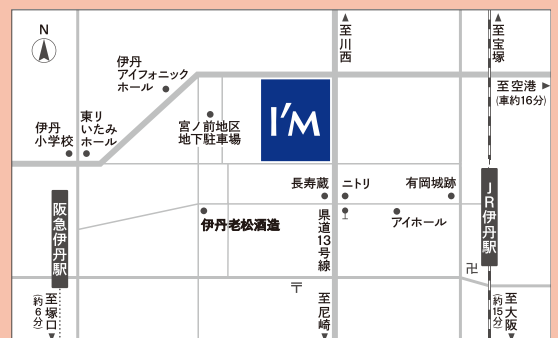 N
至川西
至宝塚
伊丹
アイフォニック
ホール
至空港
(車約16分)
I'M
東リ
いたみ
ホール
伊丹
小学校
宮ノ前地区
地下駐車場
長寿蔵
ニトリ
有岡城跡
伊丹老松酒造
アイホール
県道13号線
阪急伊丹駅
JR伊丹駅
至塚口
(約6分)
至尼崎
至大阪
(約15分)